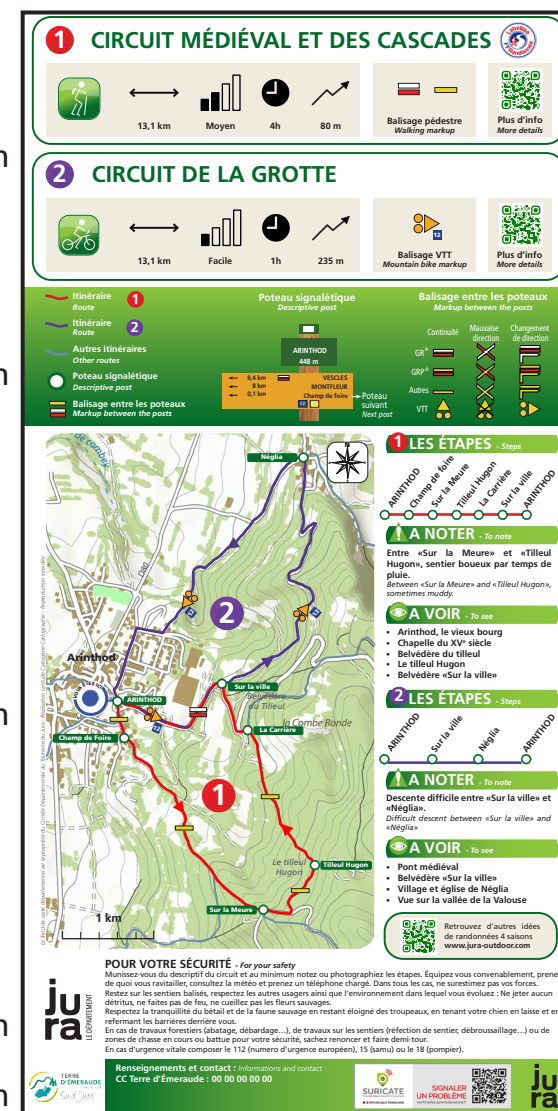 1 CIRCUIT MÉDIÉVAL ET DES CASCADES
13,1 km
Moyen
4h
80 m
Balisage pédestre
Walking markup
Plus d'info
More details
2 CIRCUIT DE LA GROTTE
13,1 km
Facile
1h
235 m
12
Balisage VTT
Mountain bike markup
Plus d'info
More details
Itinéraire 1
Route
Itinéraire 2
Route
Autres itinéraires
Other routes
Poteau signalétique
Descriptive post
Balisage entre les poteaux
Markup between the posts
Poteau signalétique
Descriptive post
ARINTHOD
448 m
8,4 km VESCLES
8 km MONTFLEUR
0,1 km Champ de foire
12
Poteau
suivant
Next post
Balisage entre les poteaux
Markup between the posts
Continuité
Mauvaise
direction
Changement
de direction
GR®
GRP®
Autres
VTT
Néglia
N
de combey
D80
12
2
12
Arinthod
ARINTHOD
12
Sur la ville
Belvédère
du Tilleul
la Combe Ronde
La Carrière
Champ de Foire
1
Le tilleul
Hugon
Tilleul Hugon
Sur la Meure
1 km
1 LES ÉTAPES - Steps
ARINTHOD
Champ de foire
Sur la Meure
Tilleul Hugon
La Carrière
Sur la ville
ARINTHOD
A NOTER - To note
Entre «Sur la Meure» et «Tilleul
Hugon», sentier boueux par temps de
pluie.
Between «Sur la Meure» and «Tilleul Hugon»,
sometimes muddy.
A VOIR - To see
• Arinthod, le vieux bourg
• Chapelle du XVe siècle
• Belvédère du tilleul
• Le tilleul Hugon
• Belvédère «Sur la ville»
2 LES ÉTAPES - Steps
ARINTHOD
Sur la ville
Néglia
ARINTHOD
A NOTER - To note
Descente difficile entre «Sur la ville» et
«Néglia».
Difficult descent between «Sur la ville» and
«Néglia»
A VOIR - To see
• Pont médiéval
• Belvédère «Sur la ville»
• Village et église de Néglia
• Vue sur la vallée de la Valouse
Retrouvez d'autres idées
de randonnées 4 saisons
www.jura-outdoor.com
POUR VOTRE SÉCURITÉ - For your safety
Munissez-vous du descriptif du circuit et au minimum notez ou photographiez les étapes. Équipez vous convenablement, prene
de quoi vous ravitailler, consultez la météo et prenez un téléphone chargé. Dans tous les cas, ne surestimez pas vos forces.
Restez sur les sentiers balisés, respectez les autres usagers ainsi que l'environnement dans lequel vous évoluez : Ne jeter aucun
détritus, ne faites pas de feu, ne cueillez pas les fleurs sauvages.
Respectez la tranquilité du bétail et de la faune sauvage en restant éloigné des troupeaux, en tenant votre chien en laisse et en
refermant les barrières derrière vous.
En cas de travaux forestiers (abatage, débardage…), de travaux sur les sentiers (réfection de sentier, débroussaillage…) ou de
zones de chasse en cours ou battue pour votre sécurité, sachez renoncer et faire demi-tour.
En cas d'urgence vitale composer le 112 (numero d'urgence européen), 15 (samu) ou le 18 (pompier).
jura
LE DÉPARTEMENT
TERRE
D'ÉMERAUDE
Sud Jura
Renseignements et contact : Informations and contact :
CC Terre d'Émeraude : 00 00 00 00 00
SURICATE
SIGNALER
UN PROBLÈME
jura